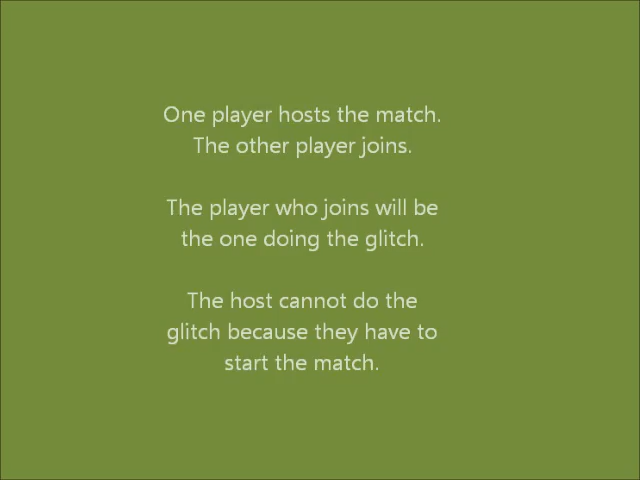 One player hosts the match.
The other player joins.
The player who joins will be
the one doing the glitch.
The host cannot do the
glitch because they have to
start the match.